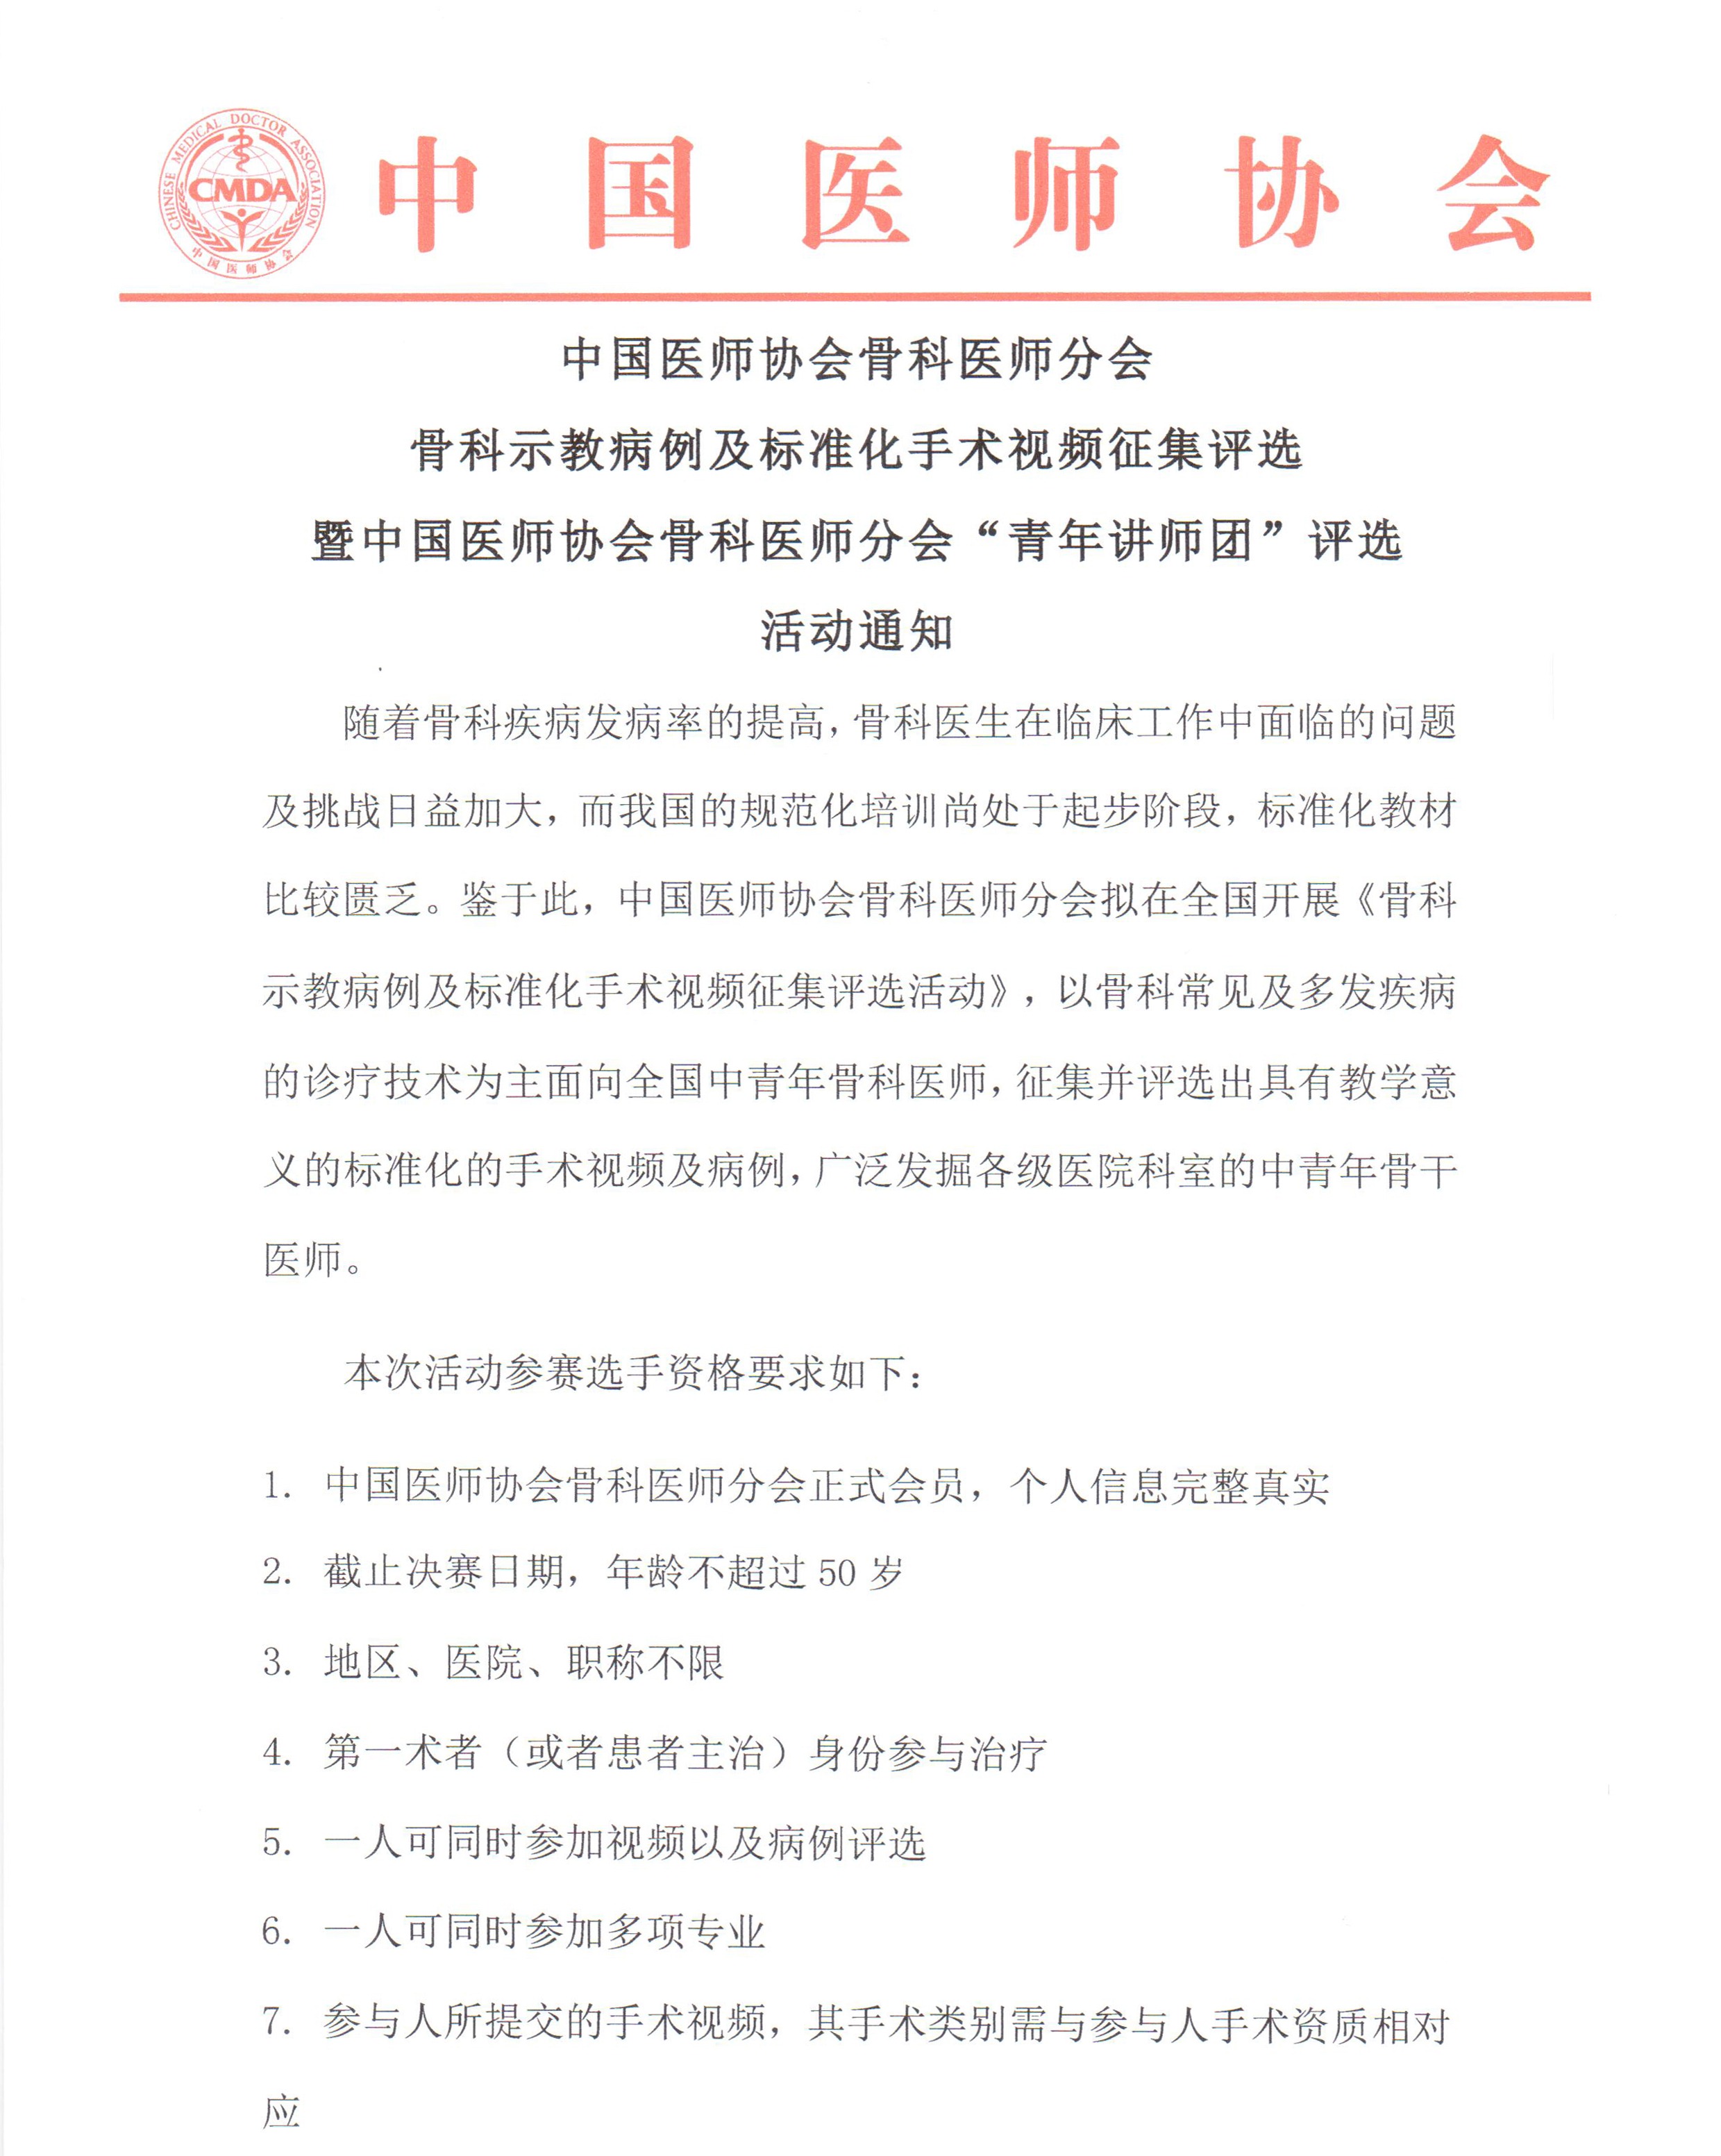 CHINESE MEDICAL DOCTOR ASSOCIATION
CMDA
中国医师协会
中国医师协会
中国医师协会骨科医师分会
骨科示教病例及标准化手术视频征集评选
暨中国医师协会骨科医师分会“青年讲师团”评选
活动通知
随着骨科疾病发病率的提高，骨科医生在临床工作中面临的问题
及挑战日益加大，而我国的规范化培训尚处于起步阶段，标准化教材
比较匮乏。鉴于此，中国医师协会骨科医师分会拟在全国开展《骨科
示教病例及标准化手术视频征集评选活动》，以骨科常见及多发疾病
的诊疗技术为主面向全国中青年骨科医师，征集并评选出具有教学意
义的标准化的手术视频及病例，广泛发掘各级医院科室的中青年骨干
医师。
本次活动参赛选手资格要求如下：
1. 中国医师协会骨科医师分会正式会员，个人信息完整真实
2. 截止决赛日期，年龄不超过 50 岁
3. 地区、医院、职称不限
4. 第一术者（或者患者主治）身份参与治疗
5. 一人可同时参加视频以及病例评选
6. 一人可同时参加多项专业
7. 参与人所提交的手术视频，其手术类别需与参与人手术资质相对
应